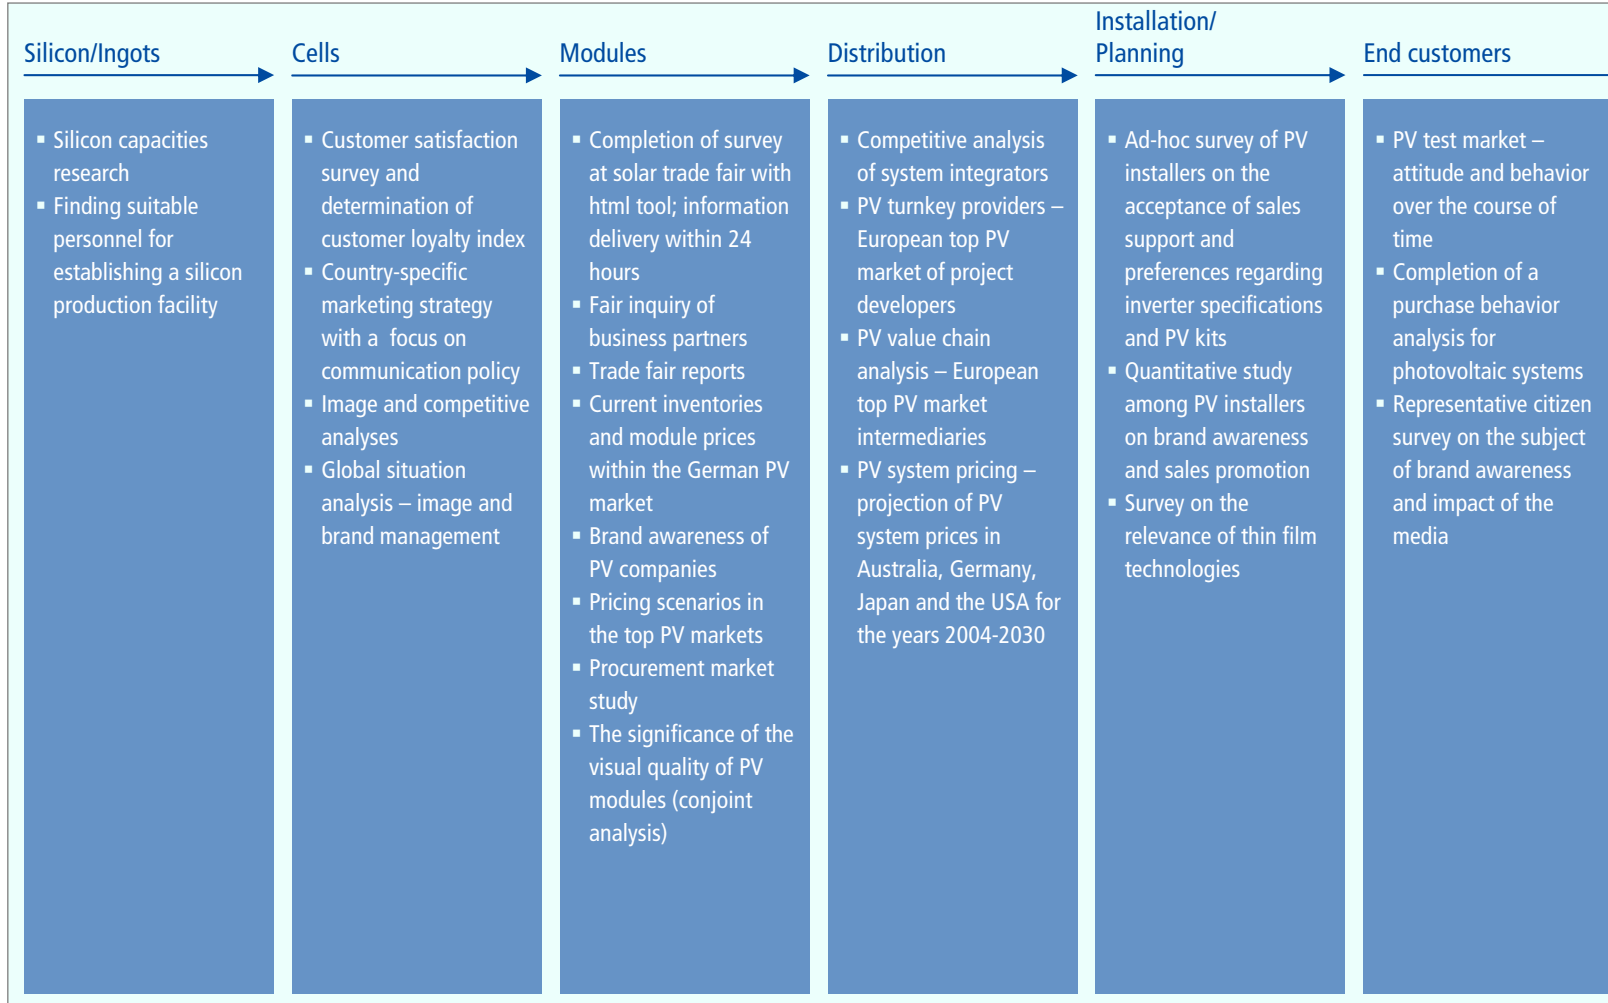 Silicon/Ingots
▪ Silicon capacities
research
▪ Finding suitable
personnel for
establishing a silicon
production facility
Cells
▪ Customer satisfaction
survey and
determination of
customer loyalty index
▪ Country-specific
marketing strategy
with a  focus on
communication policy
▪ Image and competitive
analyses
▪ Global situation
analysis – image and
brand management
Modules
▪ Completion of survey
at solar trade fair with
html tool; information
delivery within 24
hours
▪ Fair inquiry of
business partners
▪ Trade fair reports
▪ Current inventories
and module prices
within the German PV
market
▪ Brand awareness of
PV companies
▪ Pricing scenarios in
the top PV markets
▪ Procurement market
study
▪ The significance of the
visual quality of PV
modules (conjoint
analysis)
Distribution
▪ Competitive analysis
of system integrators
▪ PV turnkey providers –
European top PV
market of project
developers
▪ PV value chain
analysis – European
top PV market
intermediaries
▪ PV system pricing –
projection of PV
system prices in
Australia, Germany,
Japan and the USA for
the years 2004-2030
Installation/
Planning
▪ Ad-hoc survey of PV
installers on the
acceptance of sales
support and
preferences regarding
inverter specifications
and PV kits
▪ Quantitative study
among PV installers
on brand awareness
and sales promotion
▪ Survey on the
relevance of thin film
technologies
End customers
▪ PV test market –
attitude and behavior
over the course of
time
▪ Completion of a
purchase behavior
analysis for
photovoltaic systems
▪ Representative citizen
survey on the subject
of brand awareness
and impact of the
media